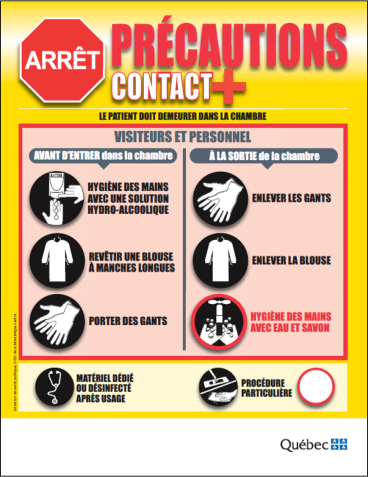 ARRÊT
PRÉCAUTIONS
CONTACT+
LE PATIENT DOIT DEMEURER DANS LA CHAMBRE
VISITEURS ET PERSONNEL
AVANT D'ENTRER dans la chambre
ALCOOL
HYGIÈNE DES MAINS
AVEC UNE SOLUTION
HYDRO-ALCOOLIQUE
REVÊTIR UNE BLOUSE
À MANCHES LONGUES
PORTER DES GANTS
À LA SORTIE de la chambre
ENLEVER LES GANTS
ENLEVER LA BLOUSE
HYGIÈNE DES MAINS
AVEC EAU ET SAVON
MATÉRIEL DÉDIÉ
OU DÉSINFECTÉ
APRÈS USAGE
PROCÉDURE
PARTICULIÈRE
Québec